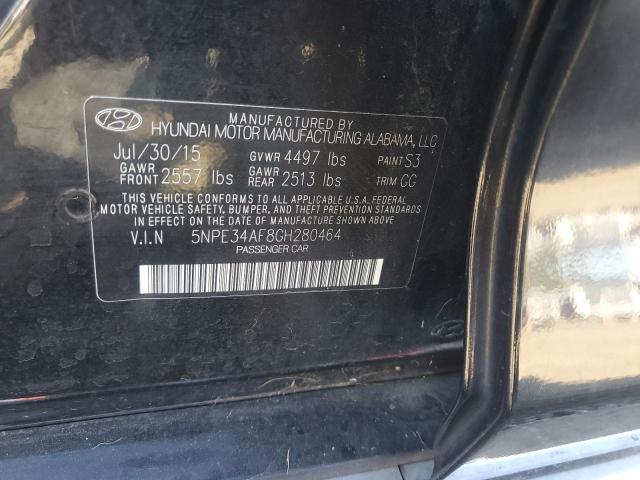 MANUFACTURED BY
HYUNDAI MOTOR MANUFACTURING ALABAMA, LLC
Jul/30/15 GVWR 4497 lbs PAINT S3
GAWR FRONT 2557 lbs GAWR REAR 2513 lbs TRIM GG
THIS VEHICLE CONFORMS TO ALL APPLICABLE U.S.A. FEDERAL
MOTOR VEHICLE SAFETY, BUMPER, AND THEFT PREVENTION STANDARDS
IN EFFECT ON THE DATE OF MANUFACTURE SHOWN ABOVE
V.I.N 5NPE34AF8GH280464
PASSENGER CAR